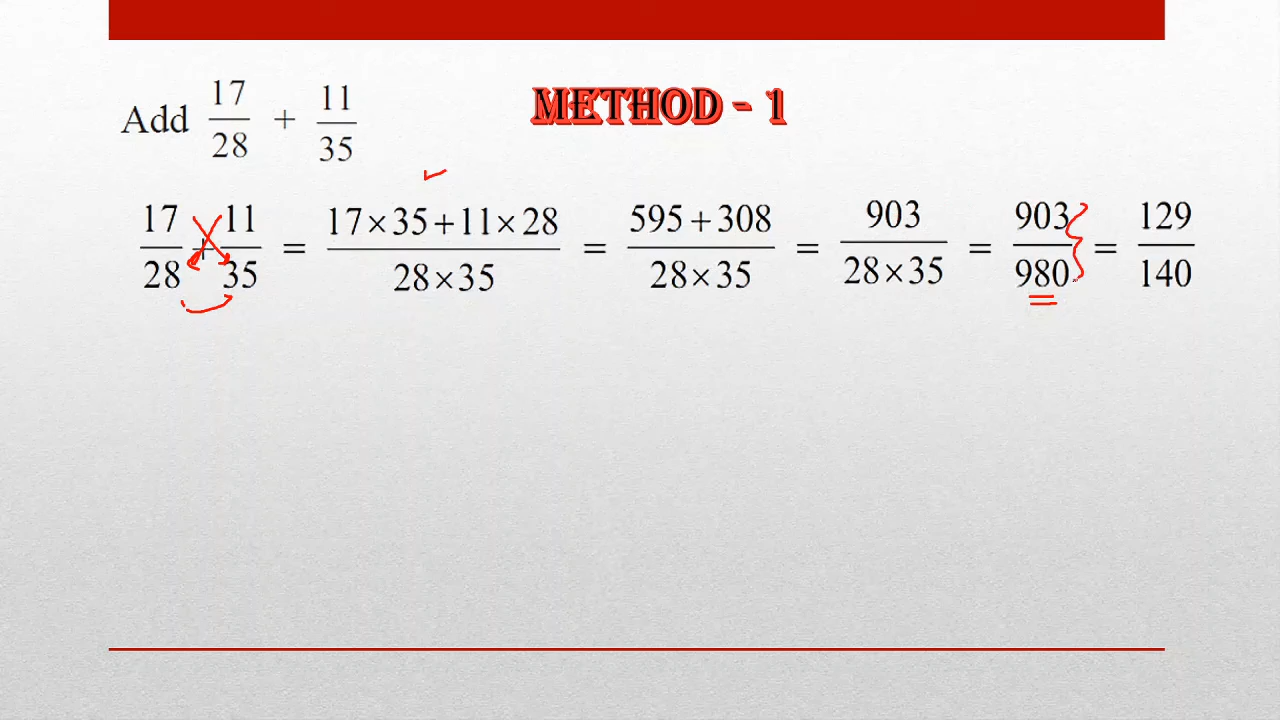 Add 17/28 + 11/35
METHOD - 1
17/28 + 11/35 = 17×35+11×28/28×35 = 595+308/28×35 = 903/28×35 = 903/980 = 129/140